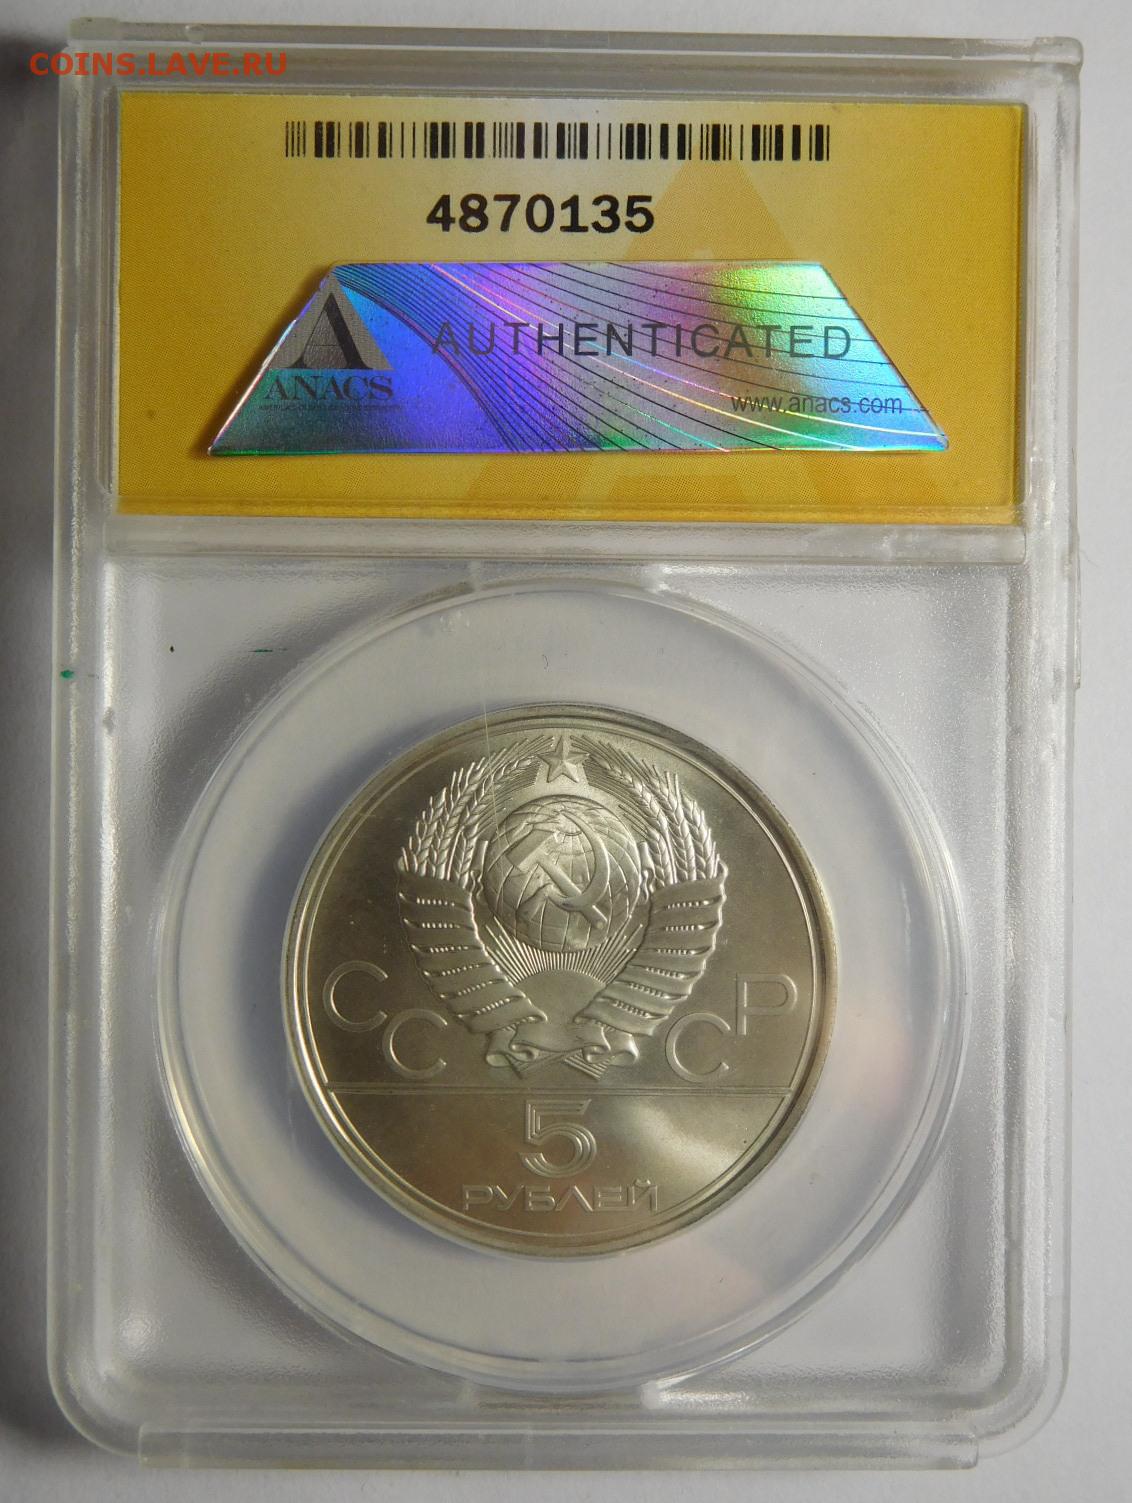 COINS.LAVE.RU
4870135
AUTHENTICATED
ANACS
www.anacs.com
СССР
5
РУБЛЕЙ